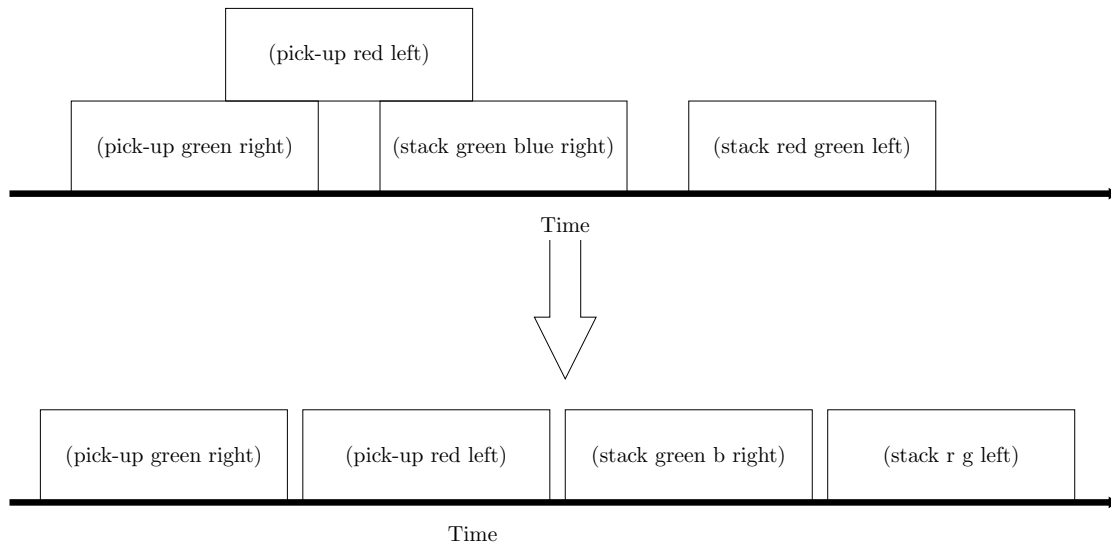 (pick-up red left)
(pick-up green right)
(stack green blue right)
(stack red green left)
Time
(pick-up green right)
(pick-up red left)
(stack green b right)
(stack r g left)
Time